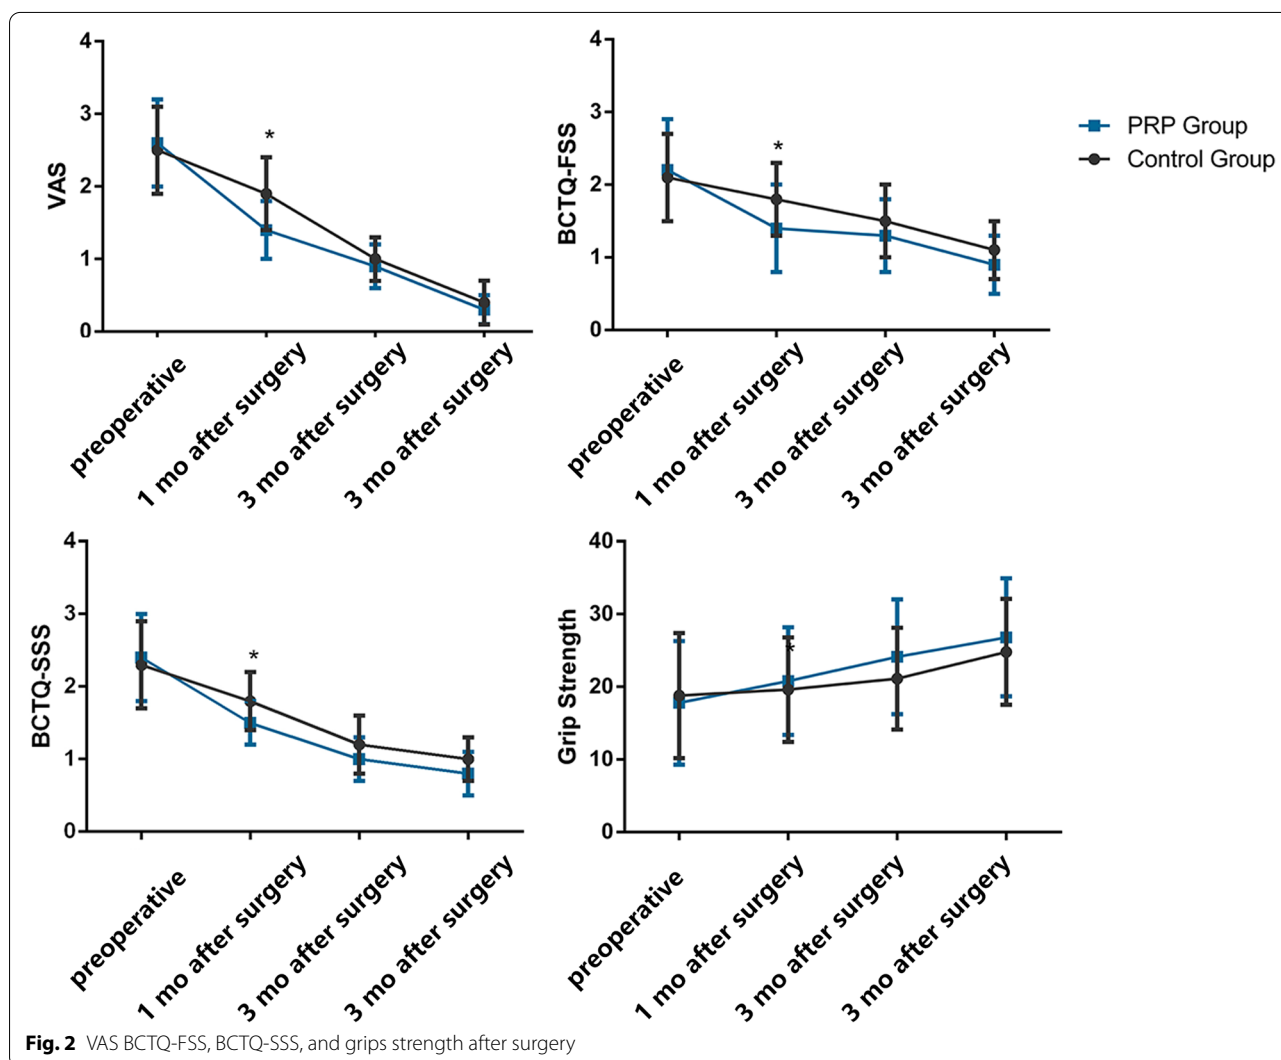 4
3
2
1
0
VAS
*
preoperative
1 mo after surgery
3 mo after surgery
3 mo after surgery
4
3
2
1
0
BCTQ-FSS
*
preoperative
1 mo after surgery
3 mo after surgery
3 mo after surgery
PRP Group
Control Group
4
3
2
1
0
BCTQ-SSS
*
preoperative
1 mo after surgery
3 mo after surgery
3 mo after surgery
40
30
20
10
0
Grip Strength
*
preoperative
1 mo after surgery
3 mo after surgery
3 mo after surgery
Fig. 2 VAS BCTQ-FSS, BCTQ-SSS, and grips strength after surgery